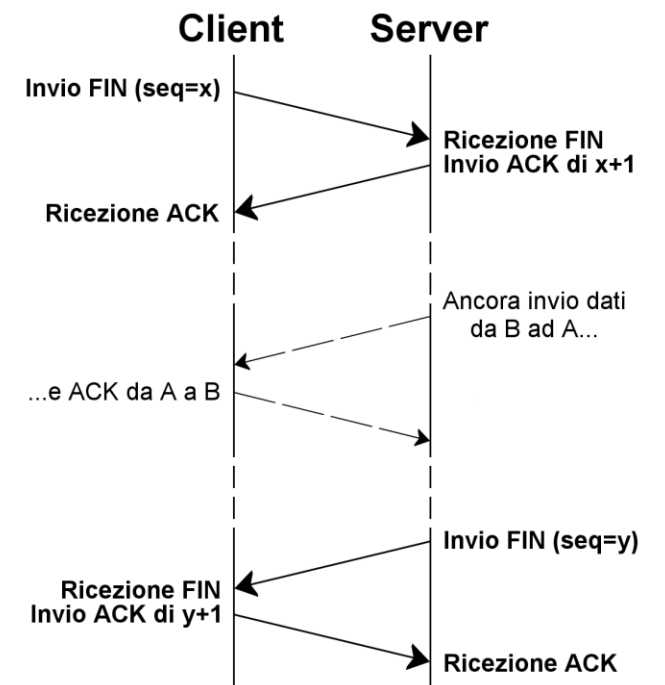 Client Server
Invio FIN (seq=x)
Ricezione FIN
Invio ACK di x+1
Ricezione ACK
Ancora invio dati
da B ad A...
...e ACK da A a B
Invio FIN (seq=y)
Ricezione FIN
Invio ACK di y+1
Ricezione ACK